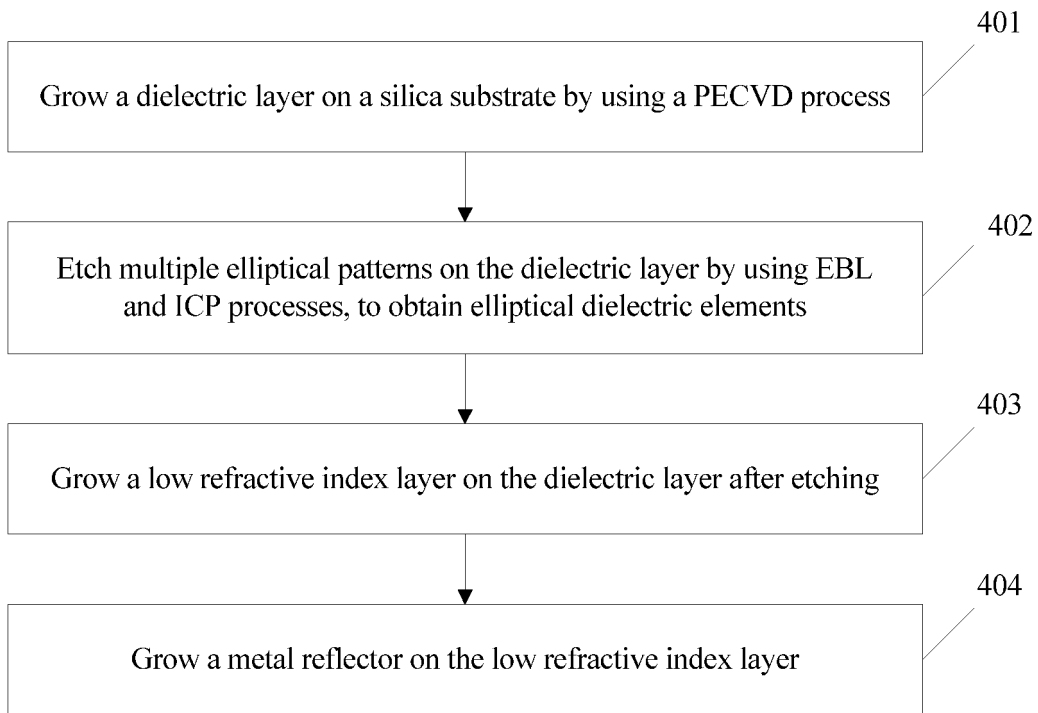 401
Grow a dielectric layer on a silica substrate by using a PECVD process
402
Etch multiple elliptical patterns on the dielectric layer by using EBL
and ICP processes, to obtain elliptical dielectric elements
403
Grow a low refractive index layer on the dielectric layer after etching
404
Grow a metal reflector on the low refractive index layer